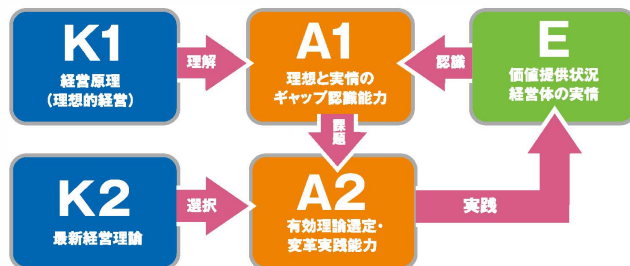 K1
経営原理
(理想的経営)
理解
A1
理想と実情の
ギャップ認識能力
認識
E
価値提供状況
経営体の実情
課題
K2
最新経営理論
選択
A2
有効理論選定・
変革実践能力
実践